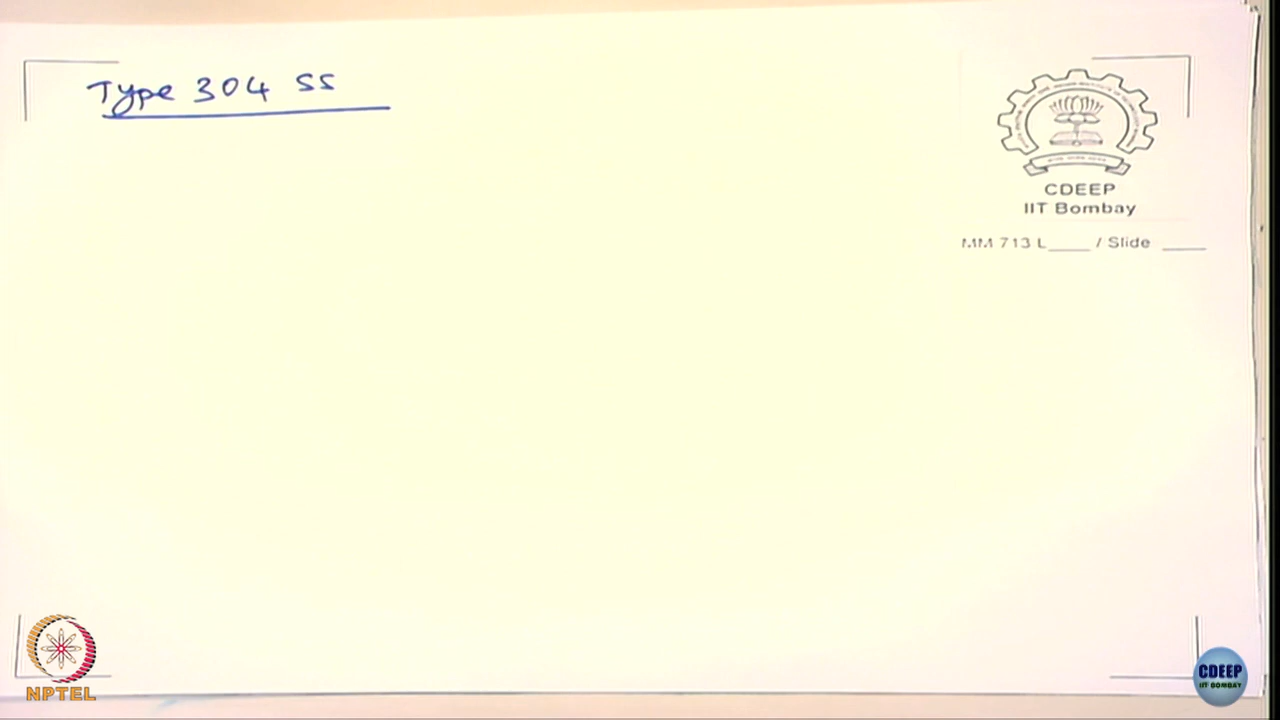 Type 304 SS
CDEEP
IIT Bombay
MM 713 L____ / Slide ____
NPTEL
CDEEP
IIT BOMBAY